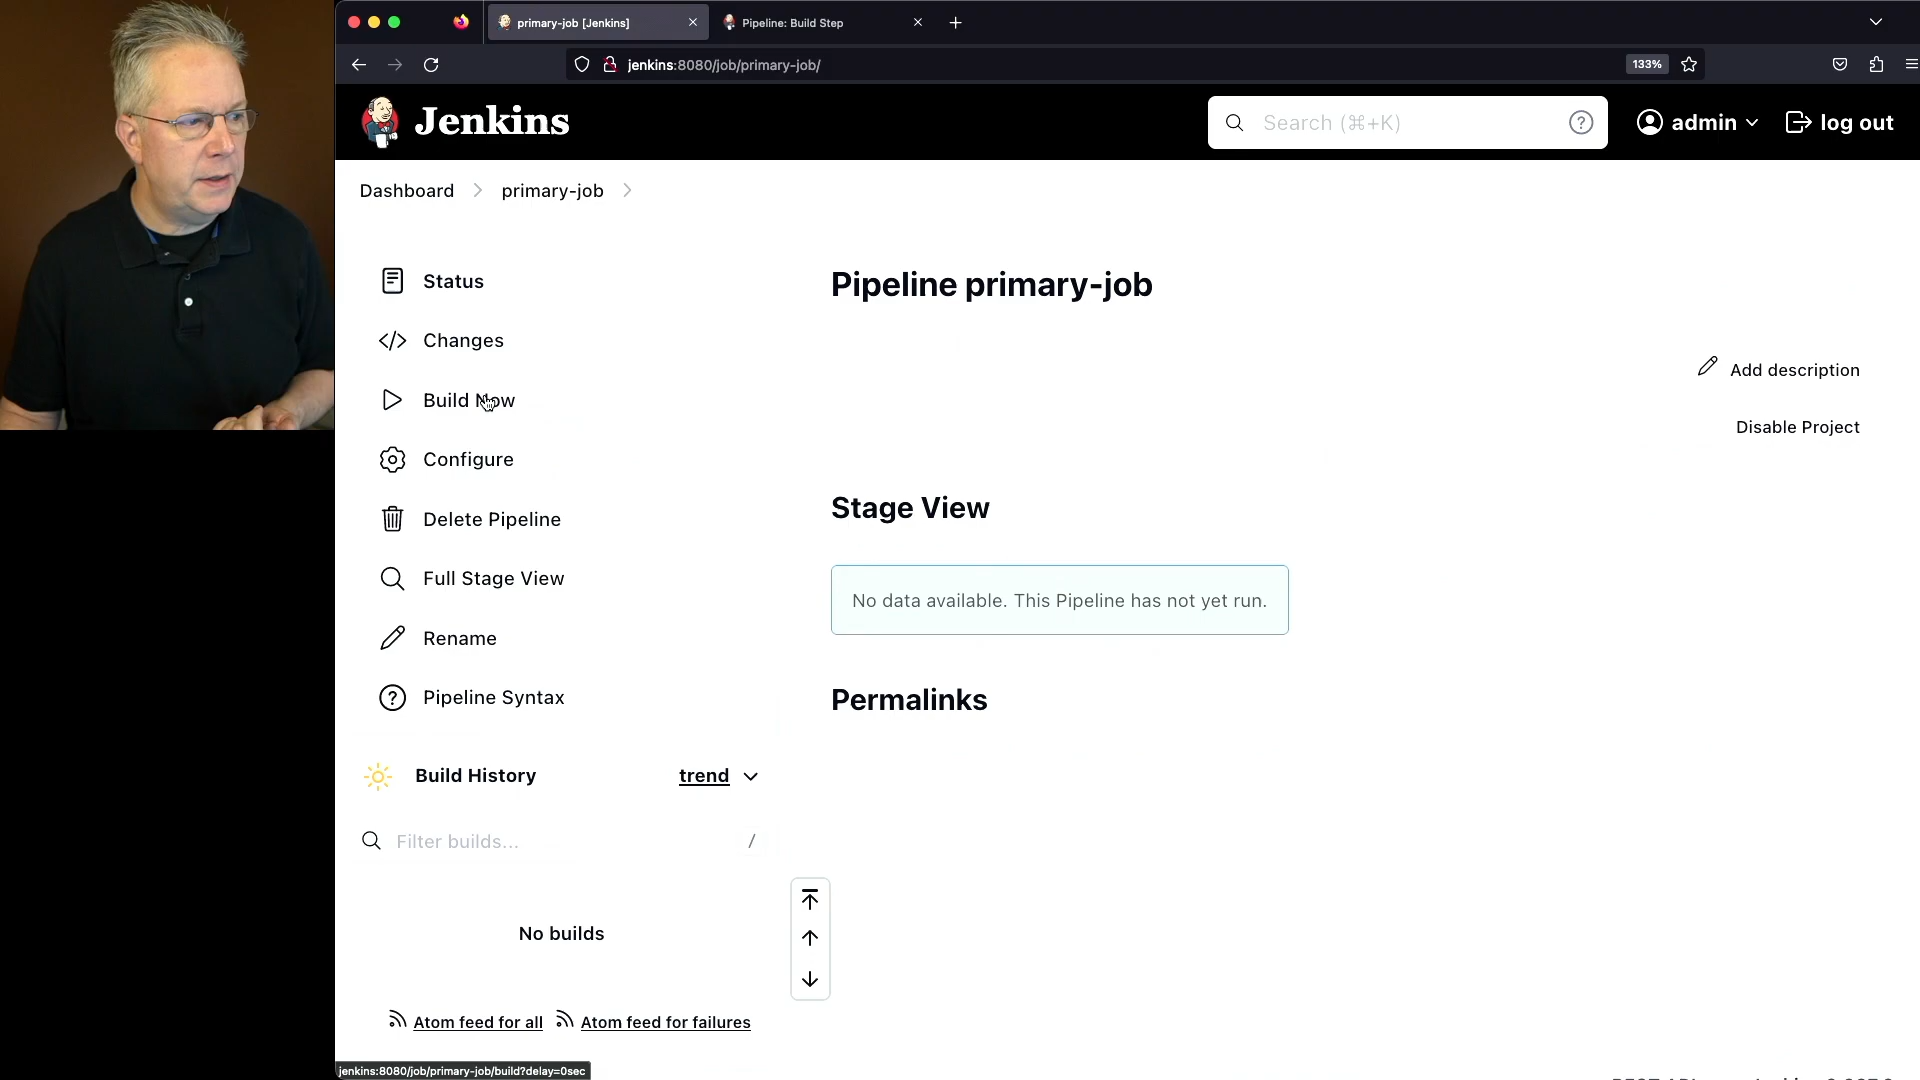 primary-job [Jenkins]
Pipeline: Build Step
jenkins:8080/job/primary-job/
133%
Jenkins
Search (⌘+K)
admin
log out
Dashboard
primary-job
Status
Changes
Build Now
Configure
Delete Pipeline
Full Stage View
Rename
Pipeline Syntax
Pipeline primary-job
Add description
Disable Project
Stage View
No data available. This Pipeline has not yet run.
Permalinks
Build History
trend
Filter builds...
/
No builds
Atom feed for all
Atom feed for failures
jenkins:8080/job/primary-job/build?delay=0sec